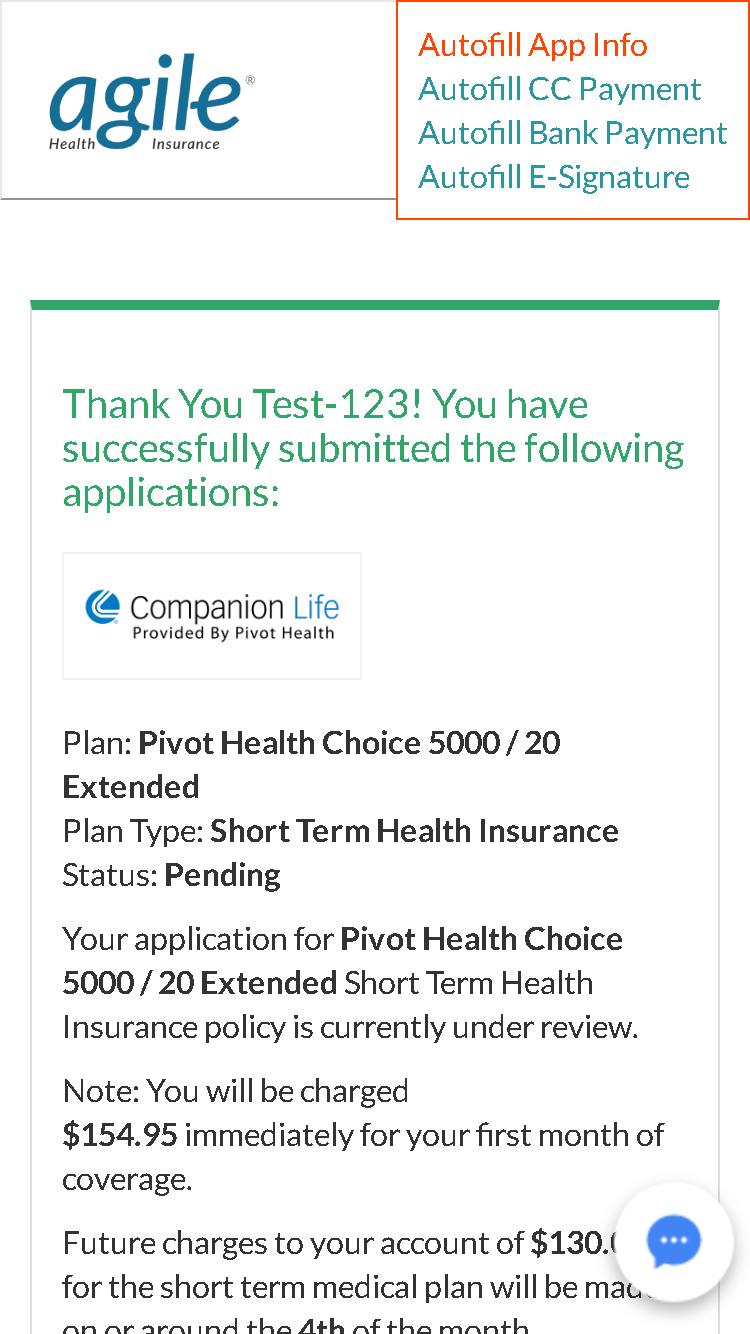 agile®
Health Insurance
Autofill App Info
Autofill CC Payment
Autofill Bank Payment
Autofill E-Signature
Thank You Test-123! You have
successfully submitted the following
applications:
Companion Life
Provided By Pivot Health
Plan: Pivot Health Choice 5000 / 20
Extended
Plan Type: Short Term Health Insurance
Status: Pending
Your application for Pivot Health Choice
5000 / 20 Extended Short Term Health
Insurance policy is currently under review.
Note: You will be charged
$154.95 immediately for your first month of
coverage.
Future charges to your account of $130.
for the short term medical plan will be made
on or around the 4th of the month